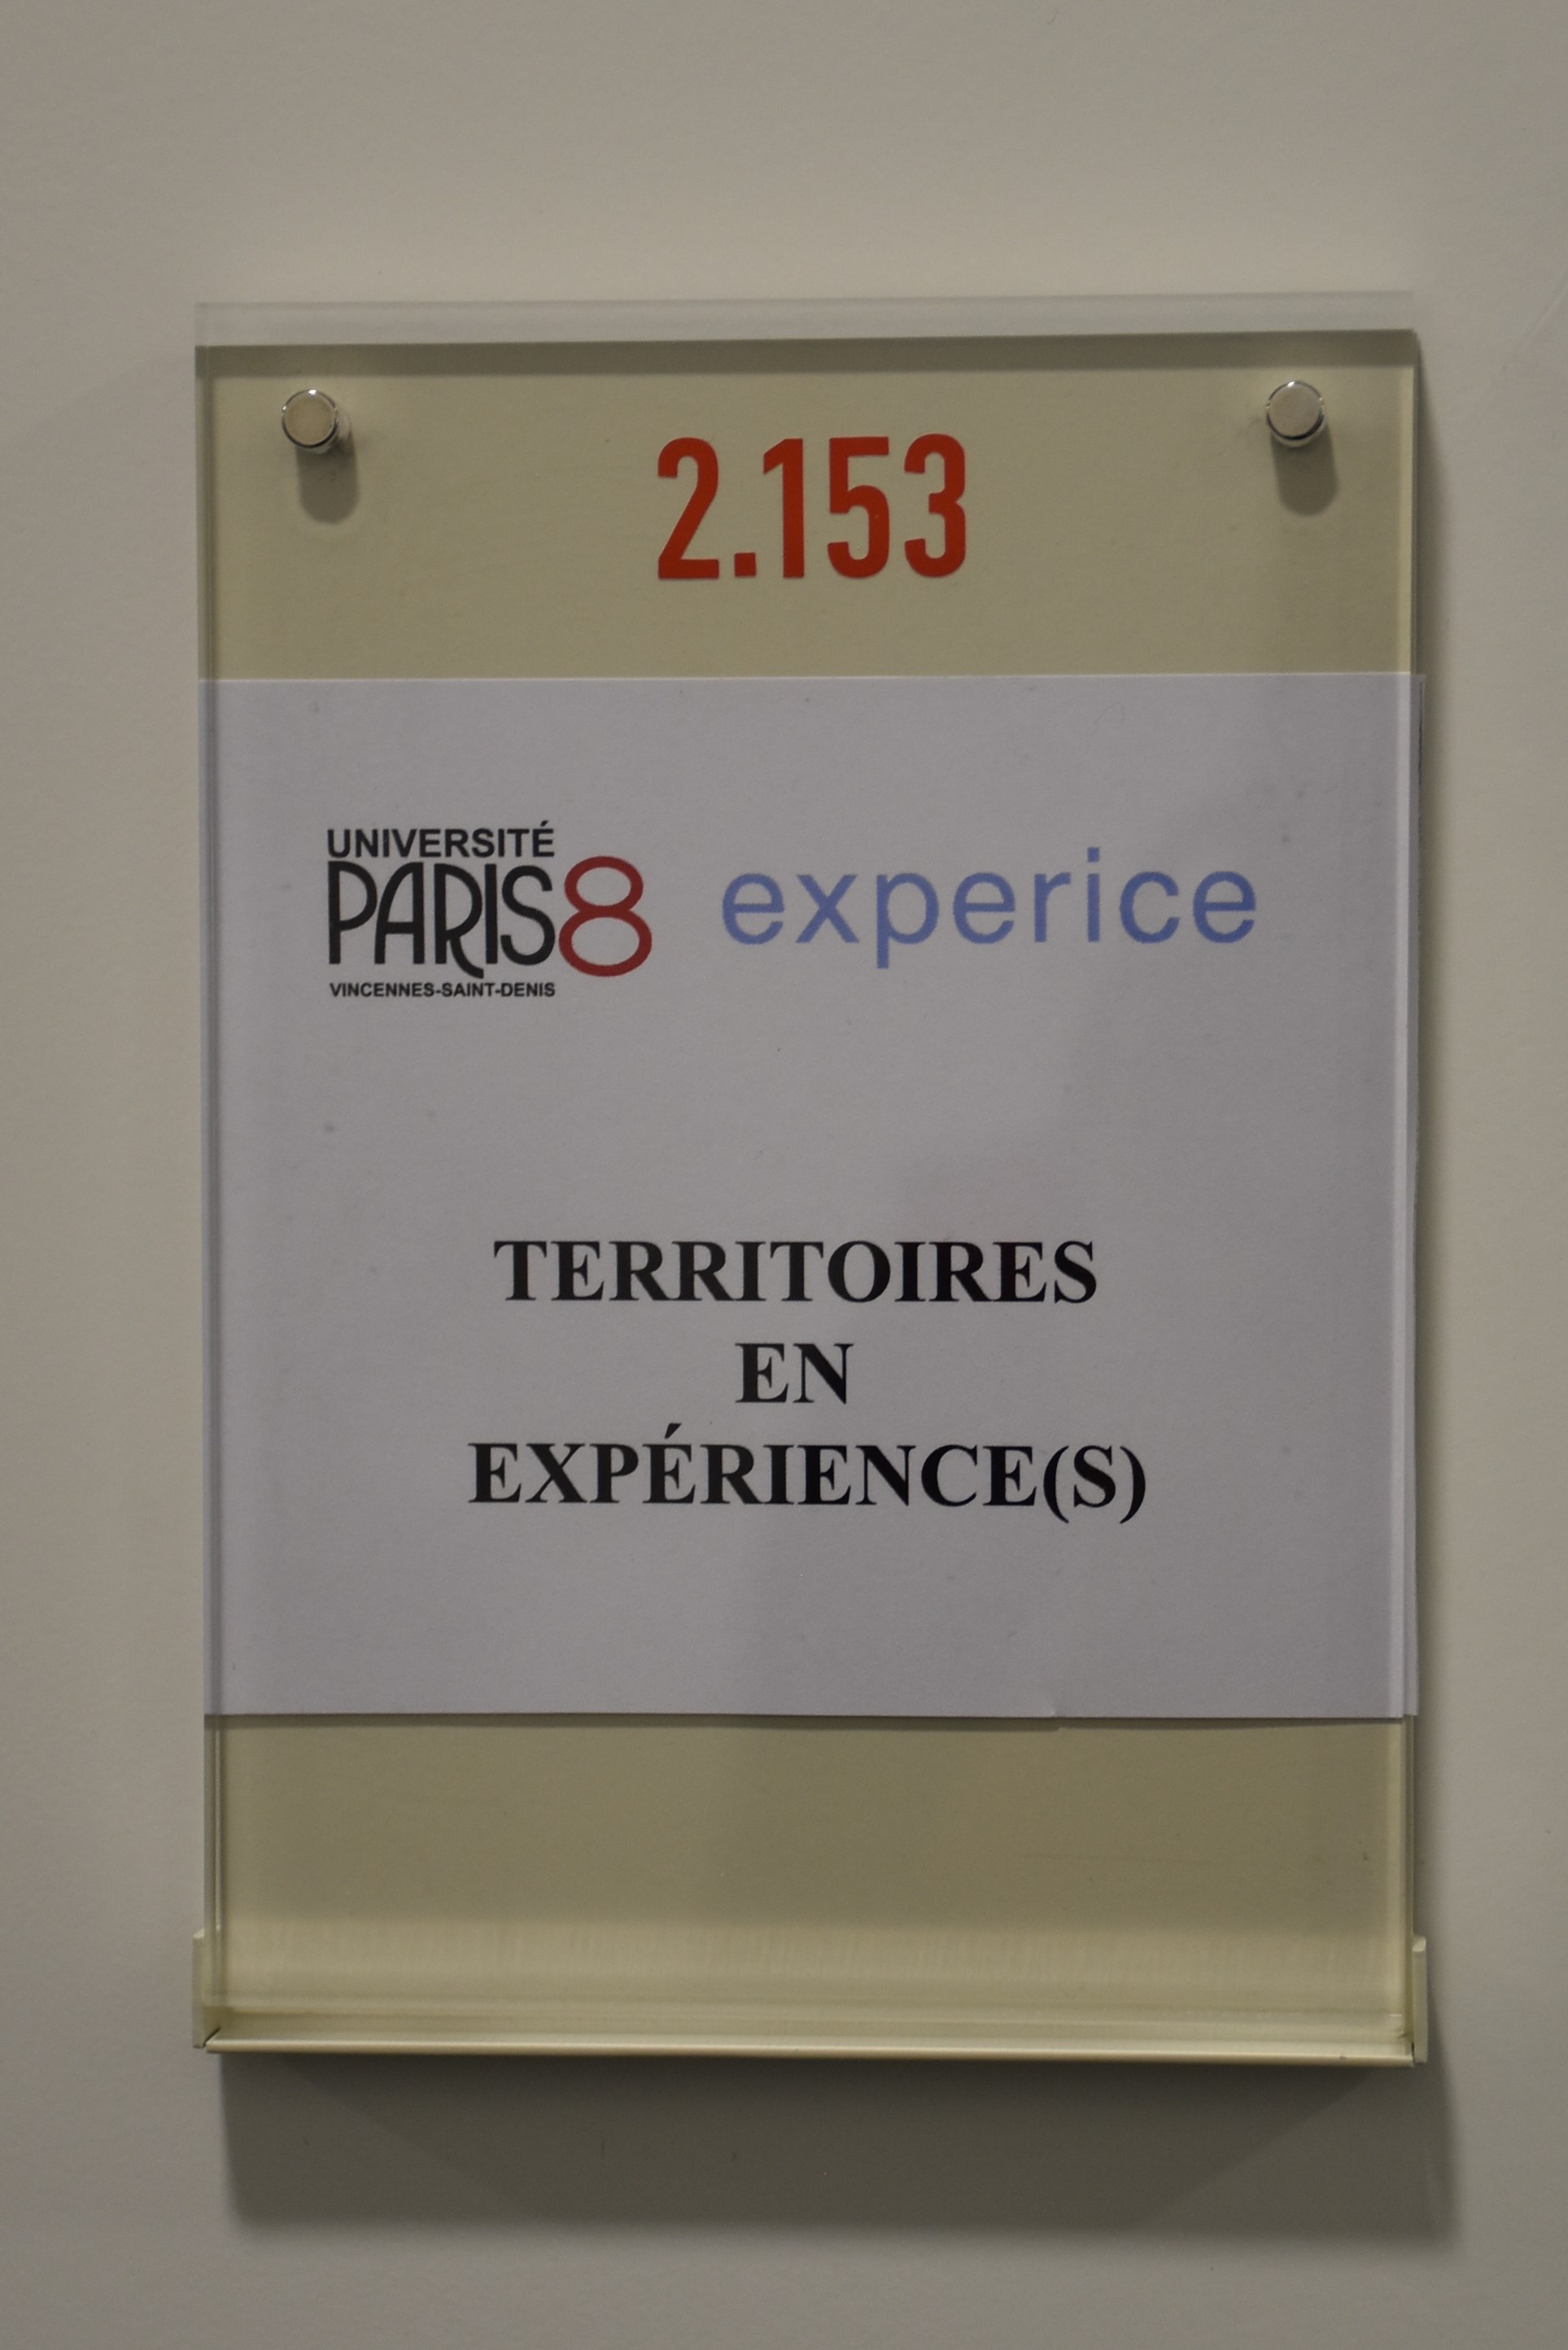 2.153
UNIVERSITÉ
PARIS8
VINCENNES-SAINT-DENIS
experice
TERRITOIRES
EN
EXPÉRIENCE(S)